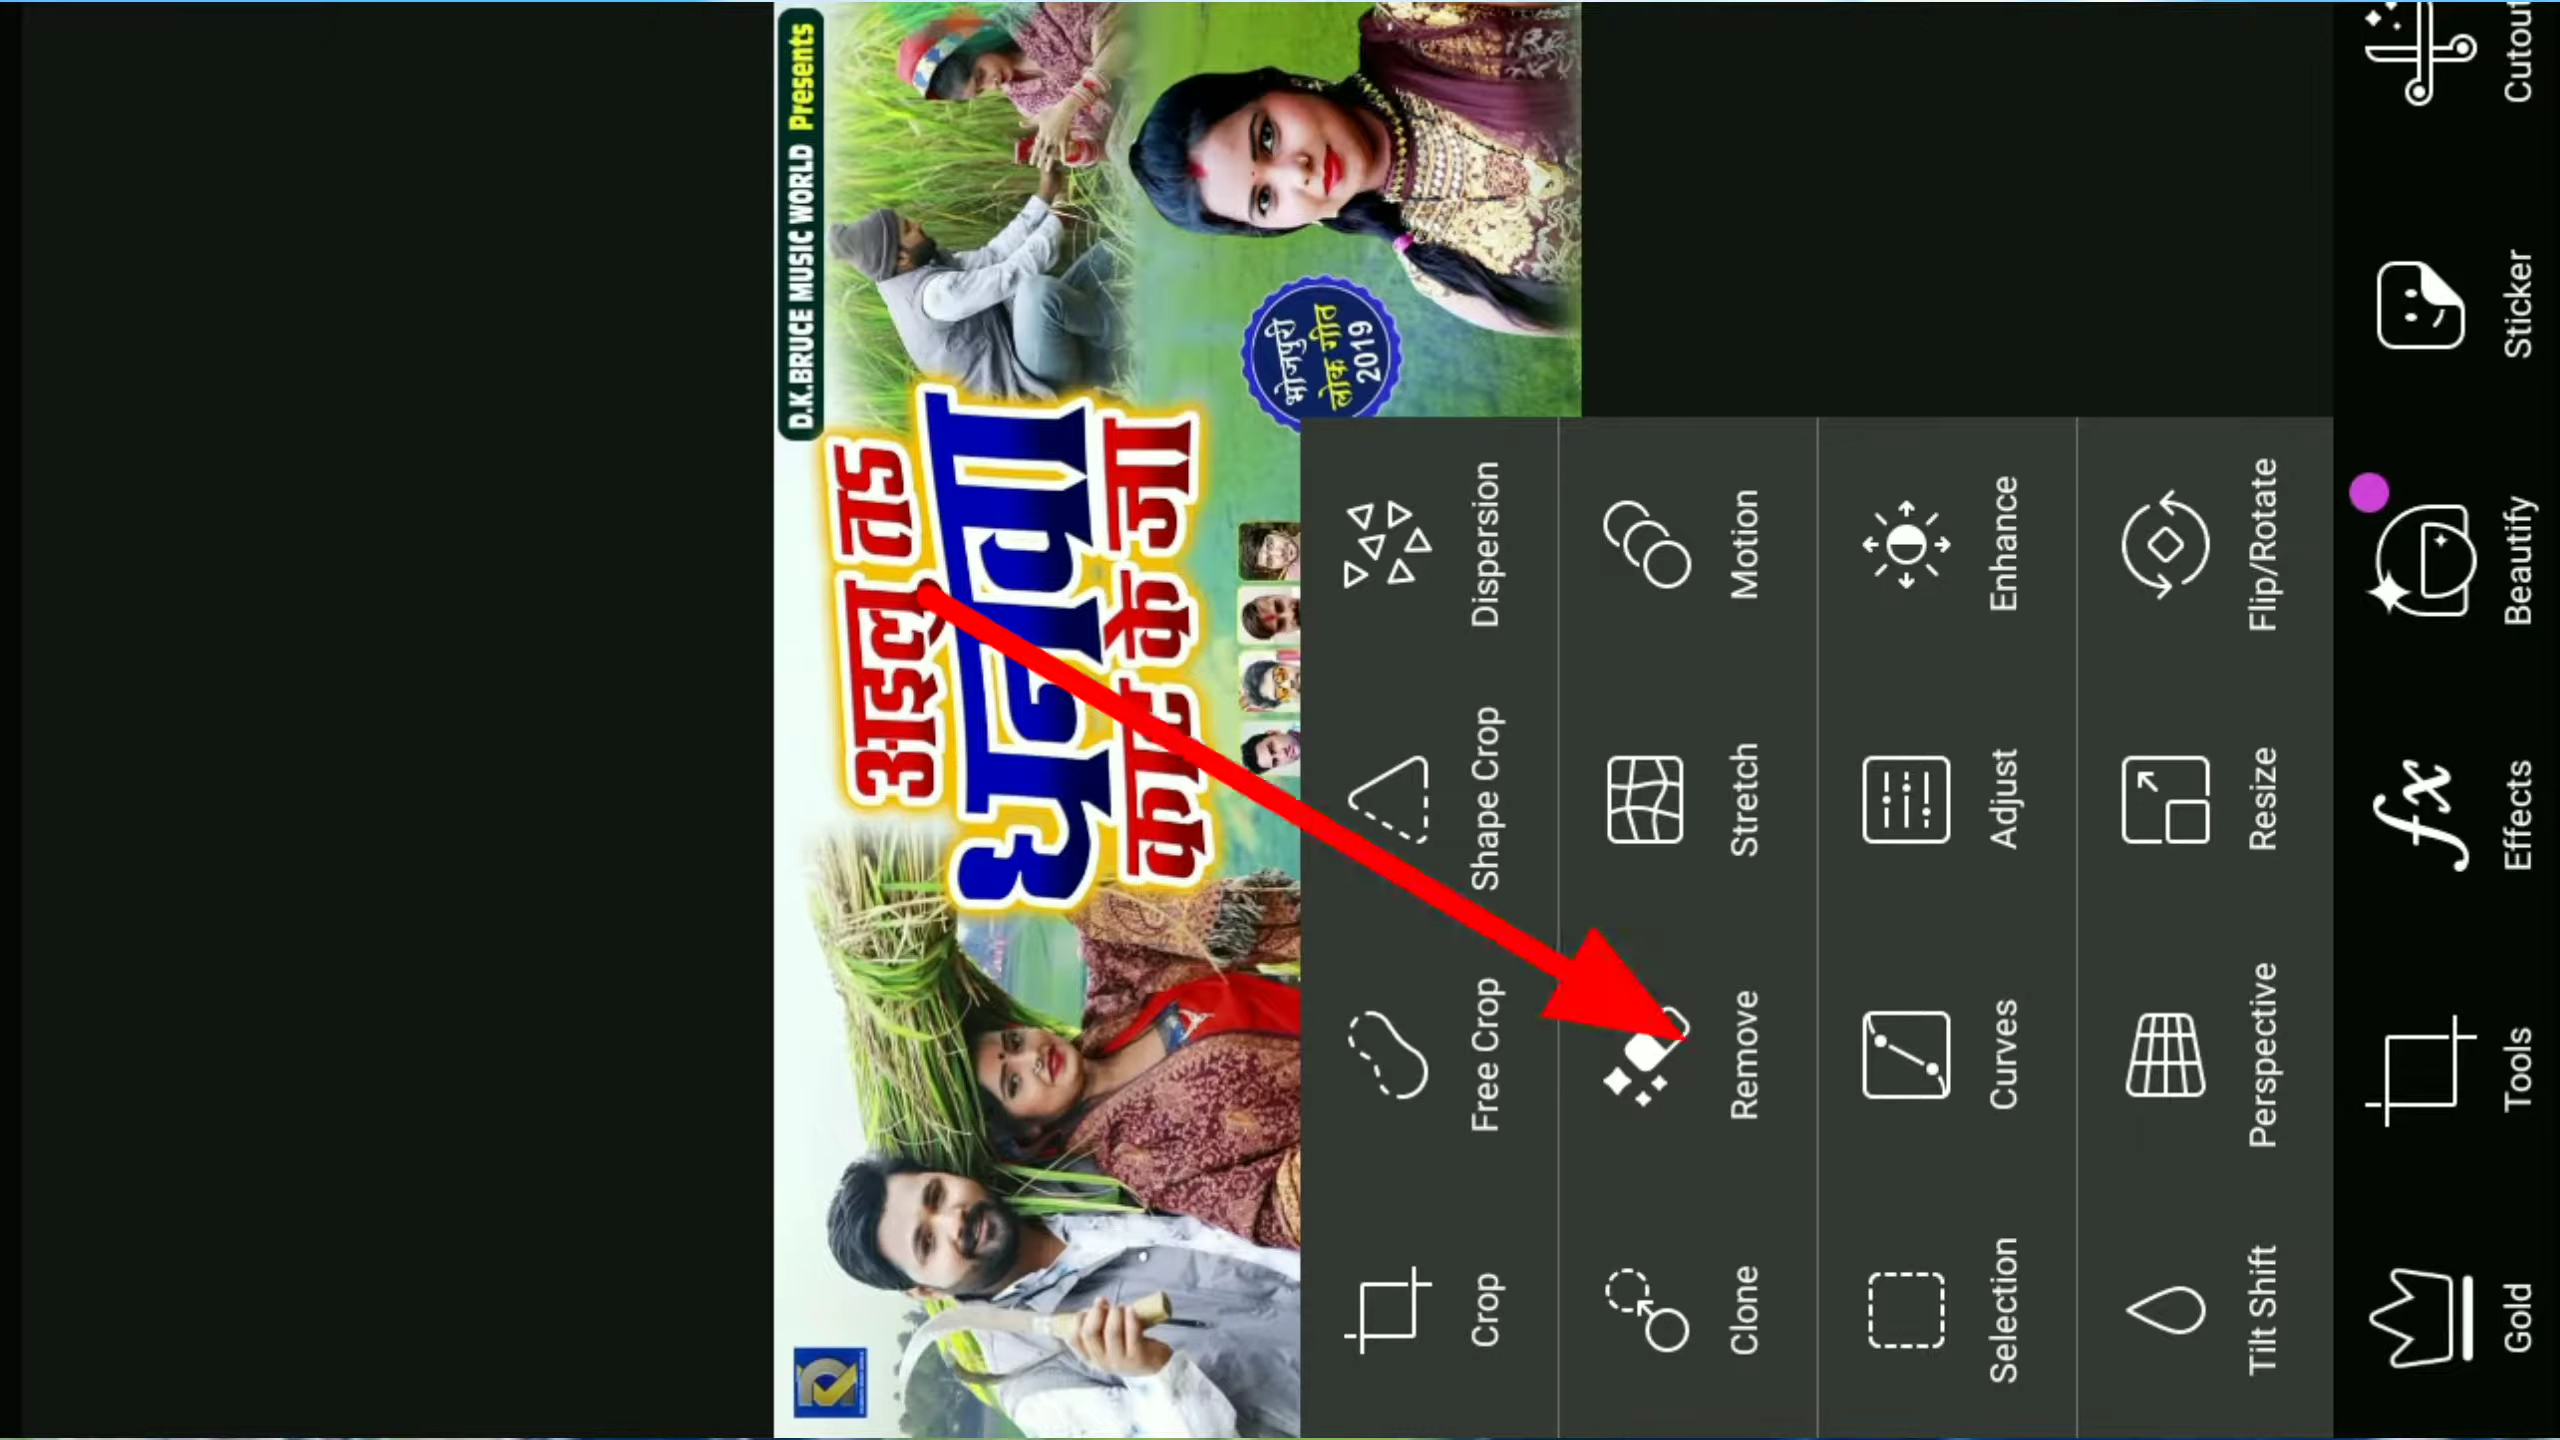 D.K.BRUCE MUSIC WORLD Presents
अइलु तऽ
धनवा
काट के जा
भोजपुरी
लोक गीत
2019
Crop
Free Crop
Shape Crop
Dispersion
Clone
Remove
Stretch
Motion
Selection
Curves
Adjust
Enhance
Tilt Shift
Perspective
Resize
Flip/Rotate
Gold
Tools
Effects
Beautify
Sticker
Cutout